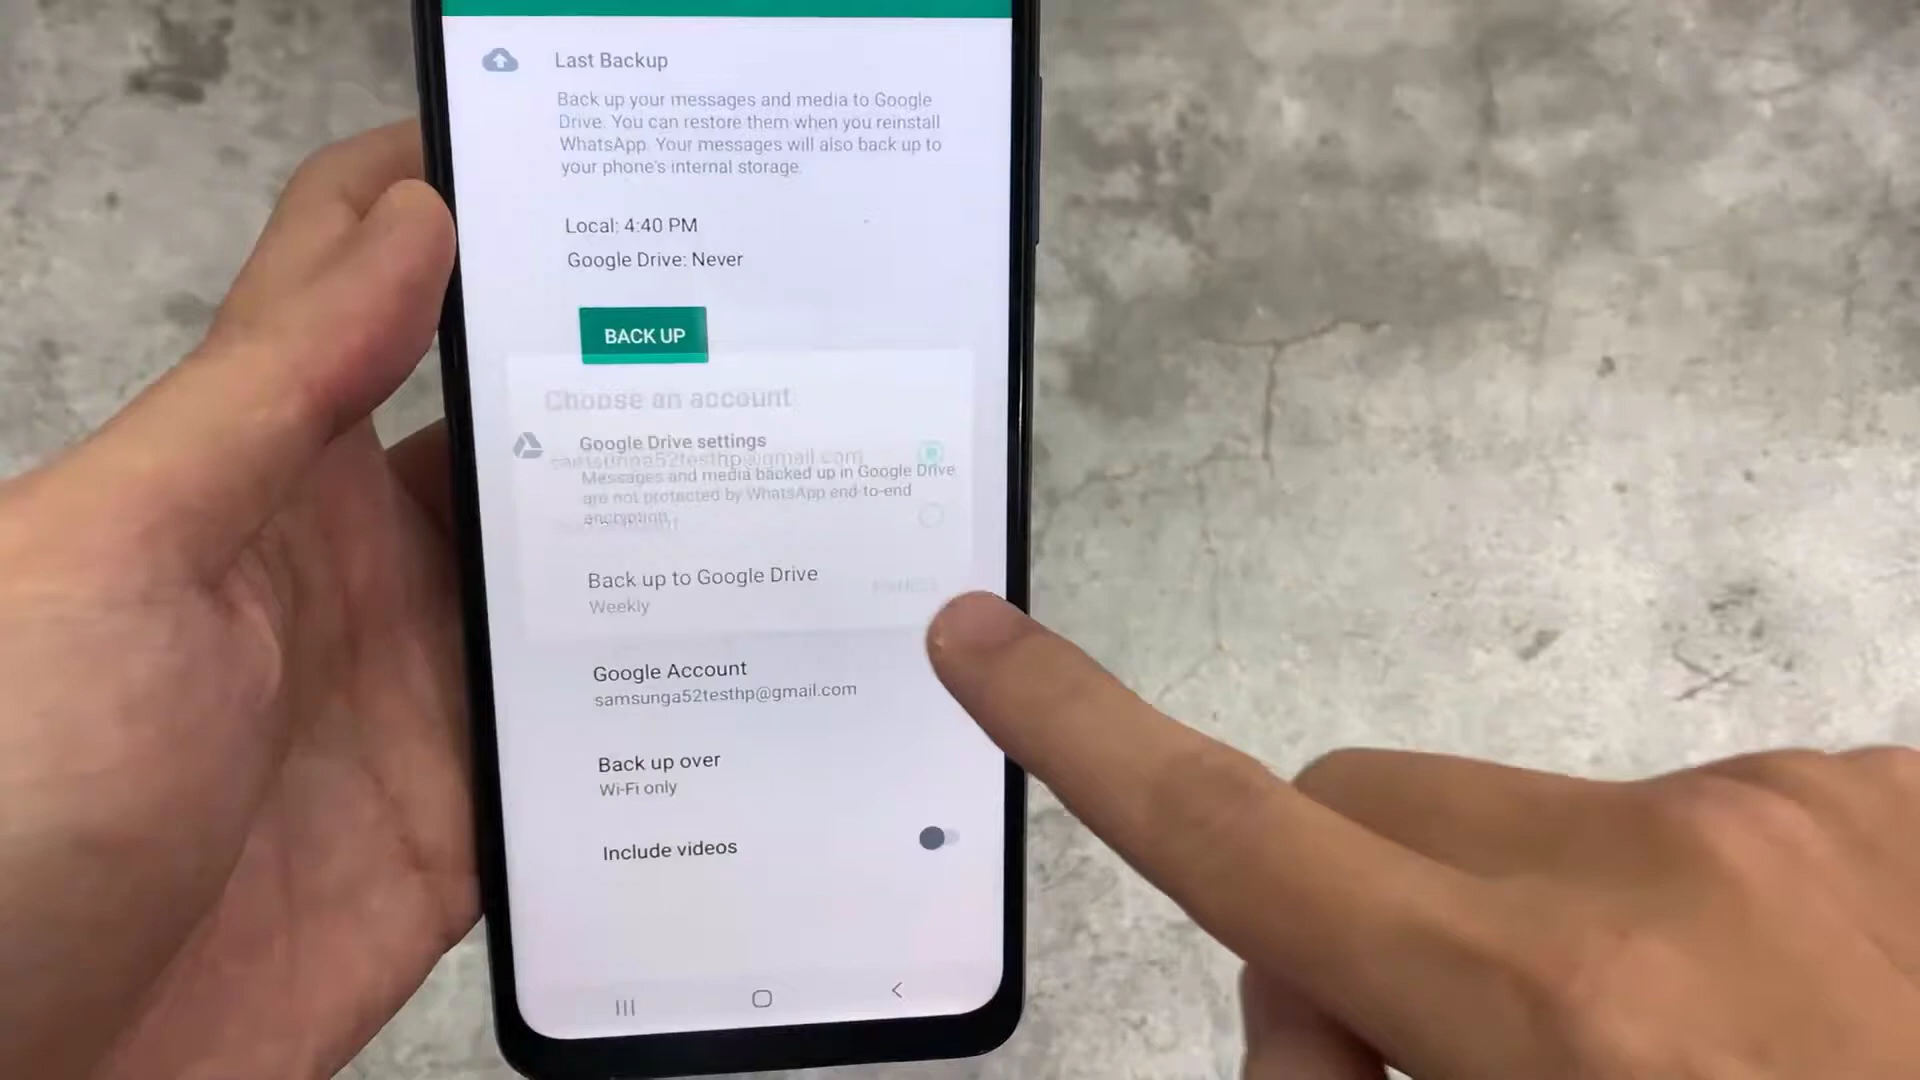 Last Backup
Back up your messages and media to Google
Drive. You can restore them when you reinstall
WhatsApp. Your messages will also back up to
your phone's internal storage.
Local: 4:40 PM
Google Drive: Never
BACK UP
Choose an account
Google Drive settings
samsunga52testhp@gmail.com
Messages and media backed up in Google Drive
are not protected by WhatsApp end-to-end
encryption.
Back up to Google Drive
Weekly
Google Account
samsunga52testhp@gmail.com
Back up over
Wi-Fi only
Include videos